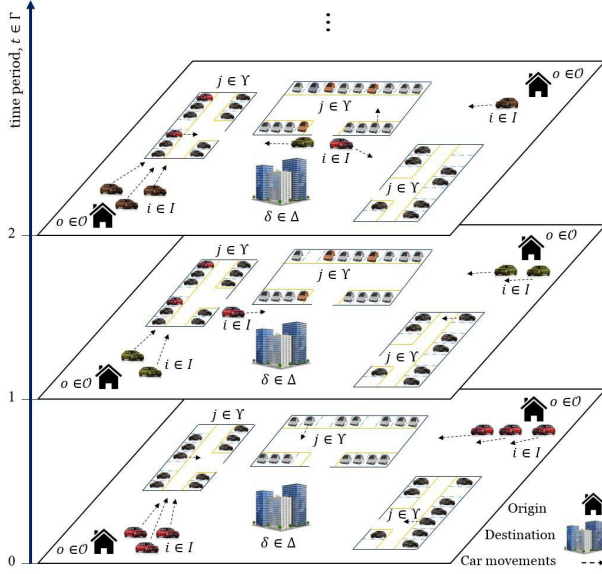 time period, t ∈ Γ
⋮
j ∈ Υ
o ∈𝒪
j ∈ Υ
i ∈ I
i ∈ I
j ∈ Υ
o ∈𝒪
i ∈ I
δ ∈ Δ
2
j ∈ Υ
o ∈𝒪
j ∈ Υ
i ∈ I
i ∈ I
j ∈ Υ
i ∈ I
o ∈𝒪
δ ∈ Δ
1
j ∈ Υ
o ∈𝒪
j ∈ Υ
i ∈ I
j ∈ Υ
Origin
o ∈𝒪
i ∈ I
δ ∈ Δ
Destination
0
Car movements